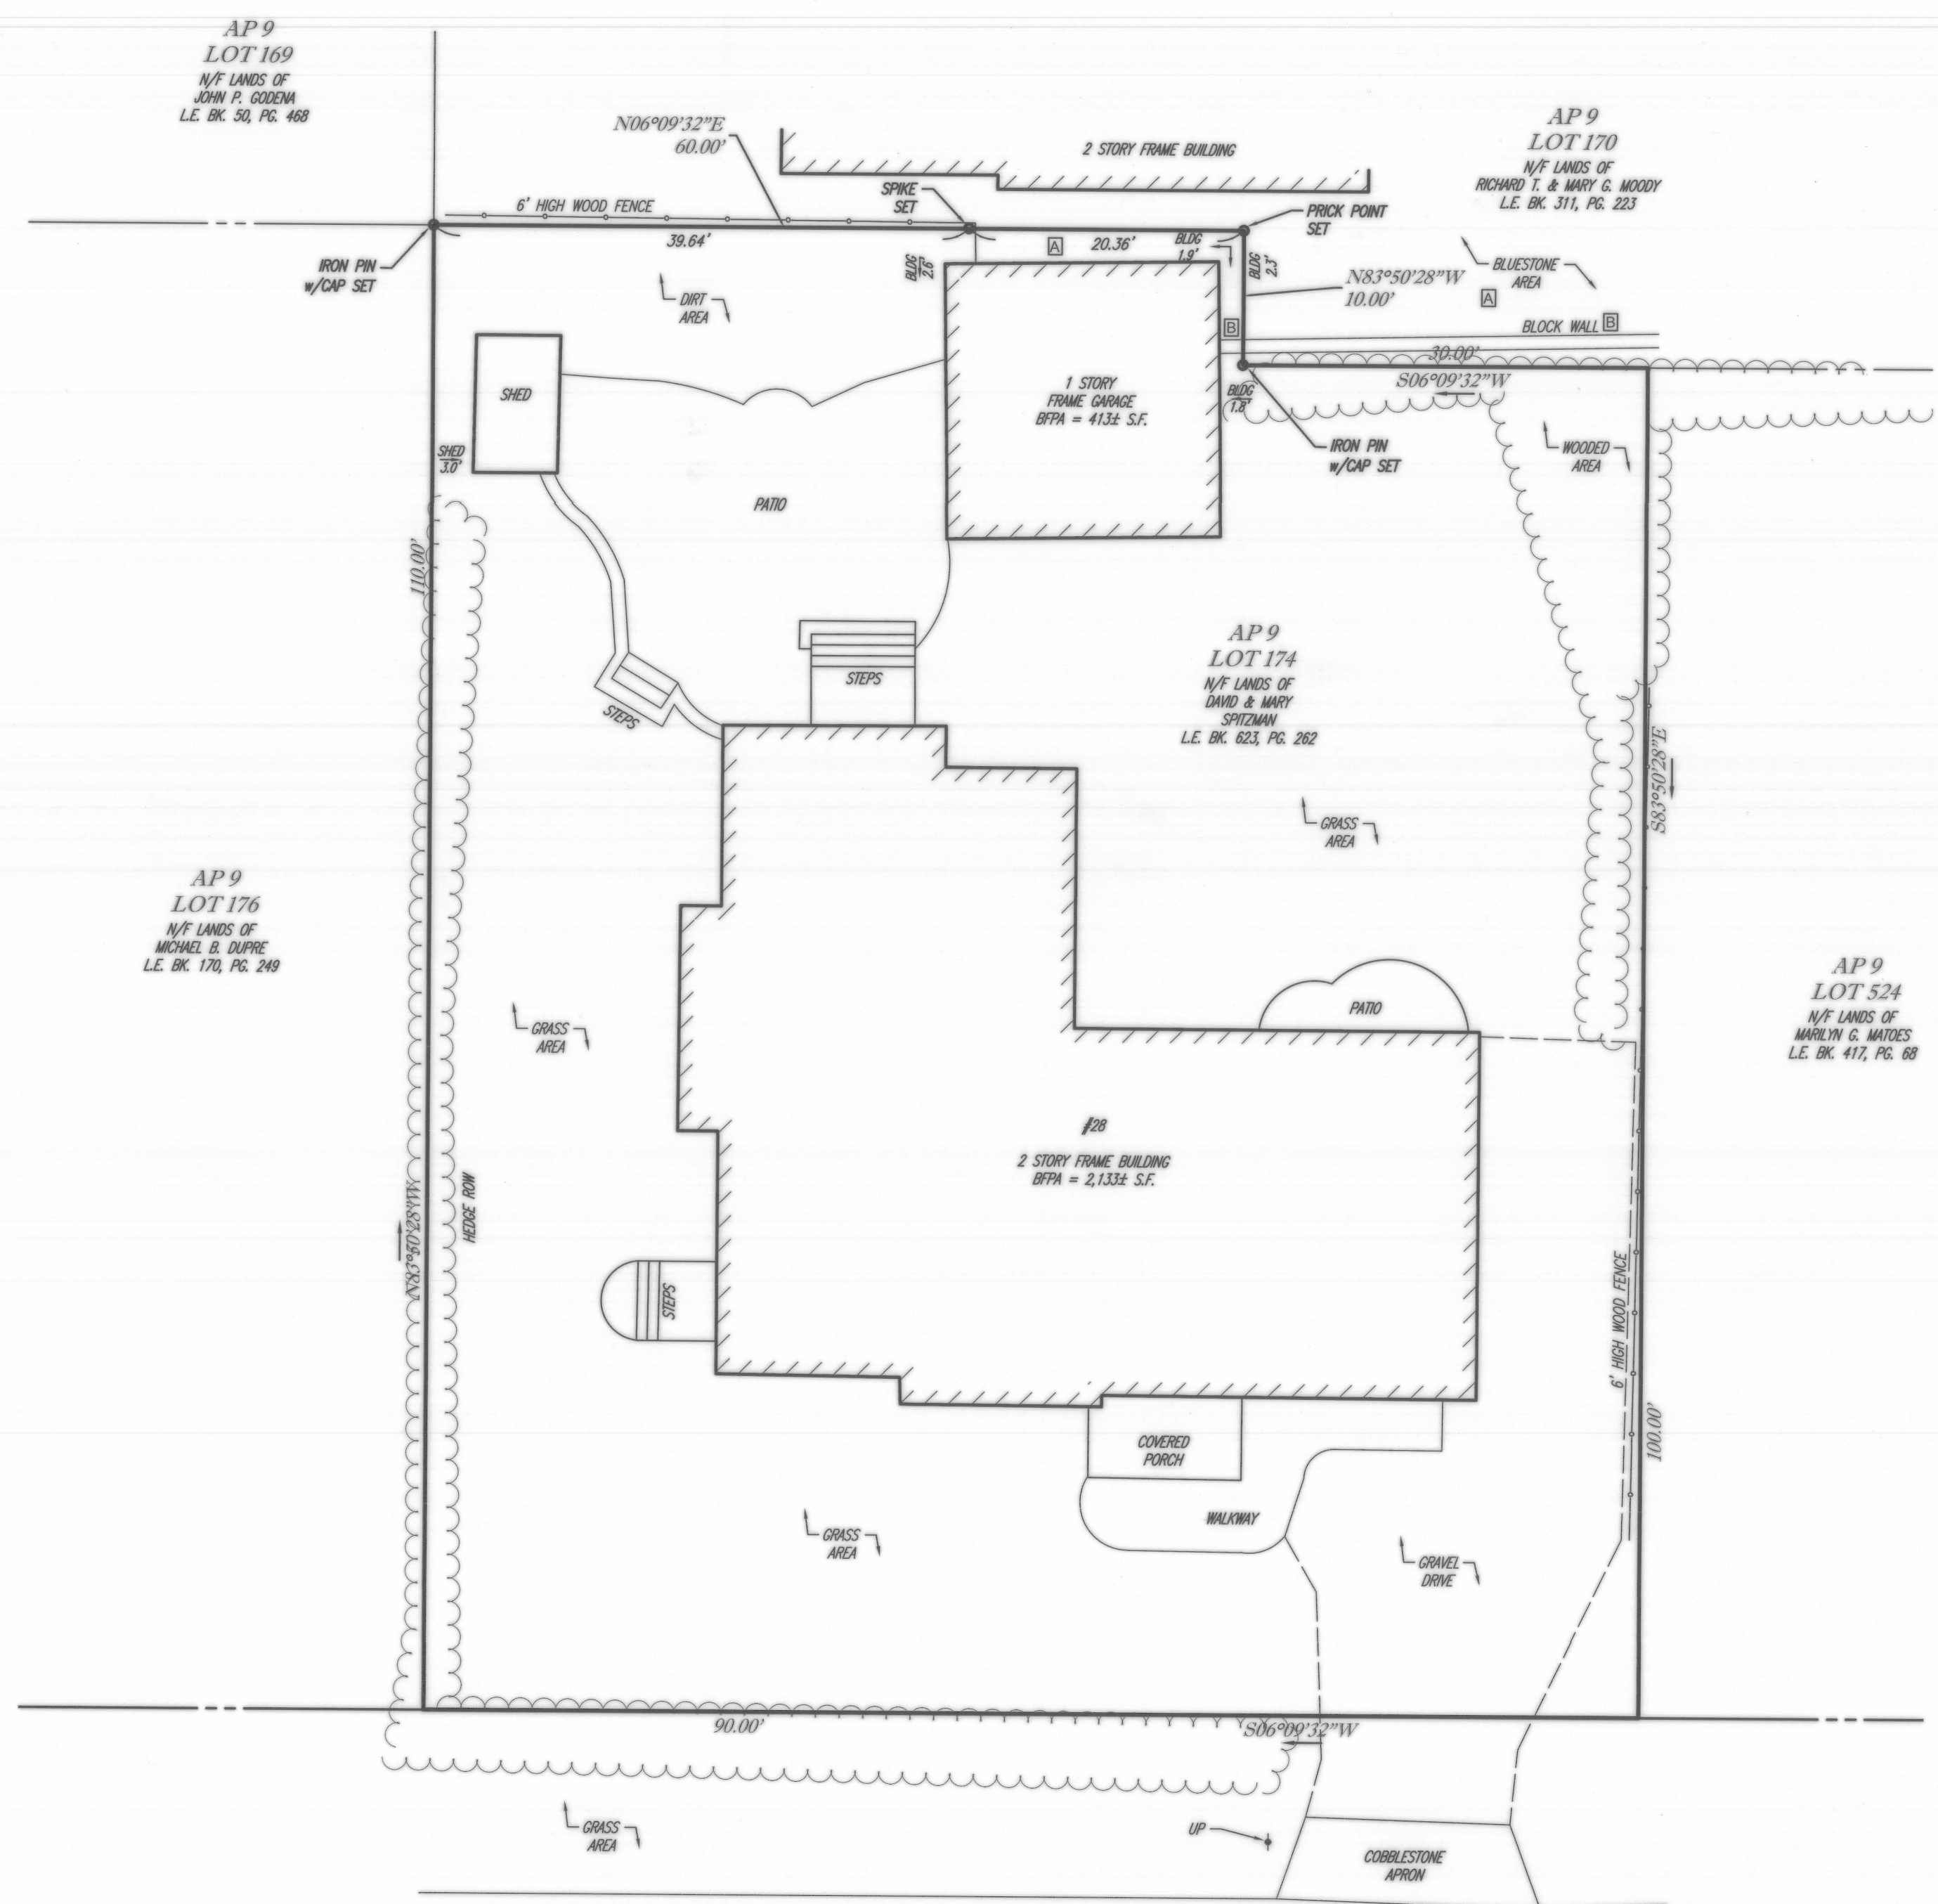 AP 9
LOT 169
N/F LANDS OF
JOHN P. GODENA
L.E. BK. 50, PG. 468
N06°09'32"E
60.00'
2 STORY FRAME BUILDING
AP 9
LOT 170
N/F LANDS OF
RICHARD T. & MARY G. MOODY
L.E. BK. 311, PG. 223
6' HIGH WOOD FENCE
SPIKE
SET
PRICK POINT
SET
39.64'
A
20.36'
BLDG
1.9'
BLDG
2.6'
BLDG
2.3'
IRON PIN
w/CAP SET
N83°50'28"W
10.00'
BLUESTONE
AREA
A
DIRT
AREA
B
BLOCK WALL
B
30.00'
S06°09'32"W
SHED
1 STORY
FRAME GARAGE
BFPA = 413± S.F.
BLDG
1.8'
IRON PIN
w/CAP SET
WOODED
AREA
SHED
3.0'
PATIO
110.00'
AP 9
LOT 174
N/F LANDS OF
DAVID & MARY
SPITZMAN
L.E. BK. 623, PG. 262
STEPS
STEPS
S83°50'28"E
GRASS
AREA
AP 9
LOT 176
N/F LANDS OF
MICHAEL B. DUPRE
L.E. BK. 170, PG. 249
AP 9
LOT 524
N/F LANDS OF
MARILYN G. MATOES
L.E. BK. 417, PG. 68
GRASS
AREA
PATIO
#28
2 STORY FRAME BUILDING
BFPA = 2,133± S.F.
N83°50'28"W
HEDGE ROW
STEPS
6' HIGH WOOD FENCE
100.00'
COVERED
PORCH
WALKWAY
GRASS
AREA
GRAVEL
DRIVE
90.00'
S06°09'32"W
GRASS
AREA
UP
COBBLESTONE
APRON